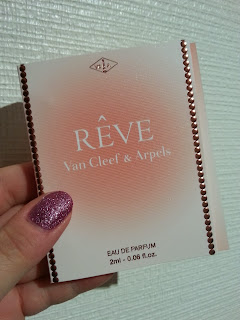 RÊVE
Van Cleef & Arpels
EAU DE PARFUM
2ml - 0.06 fl.oz.